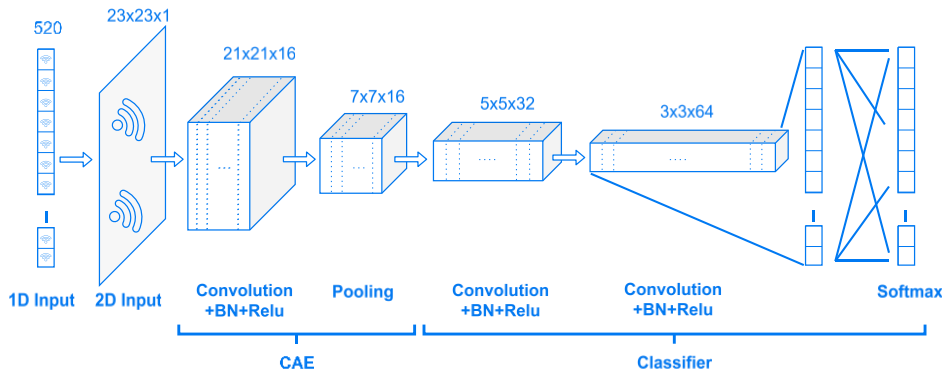 520
23x23x1
21x21x16
7x7x16
5x5x32
3x3x64
....
....
...
...
1D Input
2D Input
Convolution
+BN+Relu
Pooling
Convolution
+BN+Relu
Convolution
+BN+Relu
Softmax
CAE
Classifier